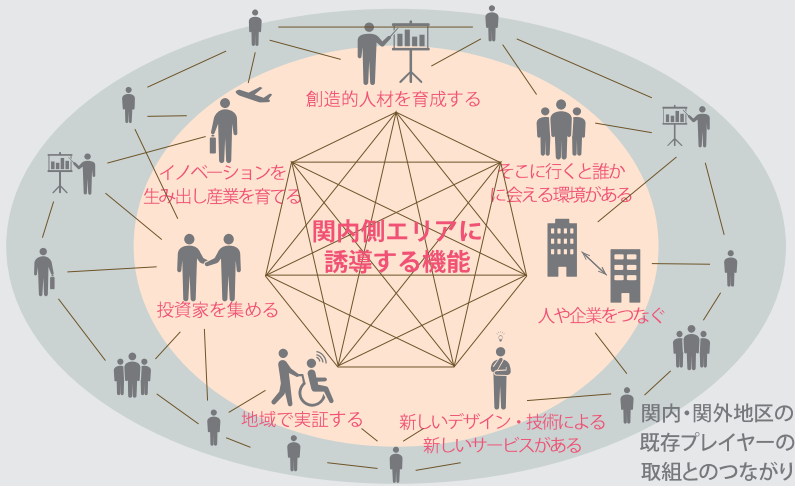 創造的人材を育成する
イノベーションを
生み出し産業を育てる
そこに行くと誰か
に会える環境がある
関内側エリアに
誘導する機能
投資家を集める
人や企業をつなぐ
地域で実証する
新しいデザイン・技術による
新しいサービスがある
関内・関外地区の
既存プレイヤーの
取組とのつながり